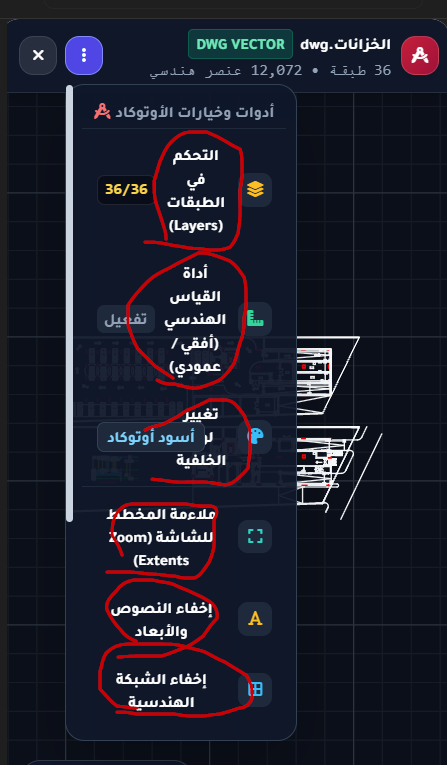 الخزانات.dwg DWG VECTOR
36 طبقة • 12,072 عنصر هندسي
أدوات وخيارات الأوتوكاد
التحكم
في
الطبقات
(Layers)
36/36
أداة
القياس
الهندسي
(أفقي /
عمودي)
تفعيل
تغيير
الخلفية
أسود أوتوكاد
ملاءمة المخطط
للشاشة (Zoom
Extents)
إخفاء النصوص
والأبعاد
إخفاء الشبكة
الهندسية